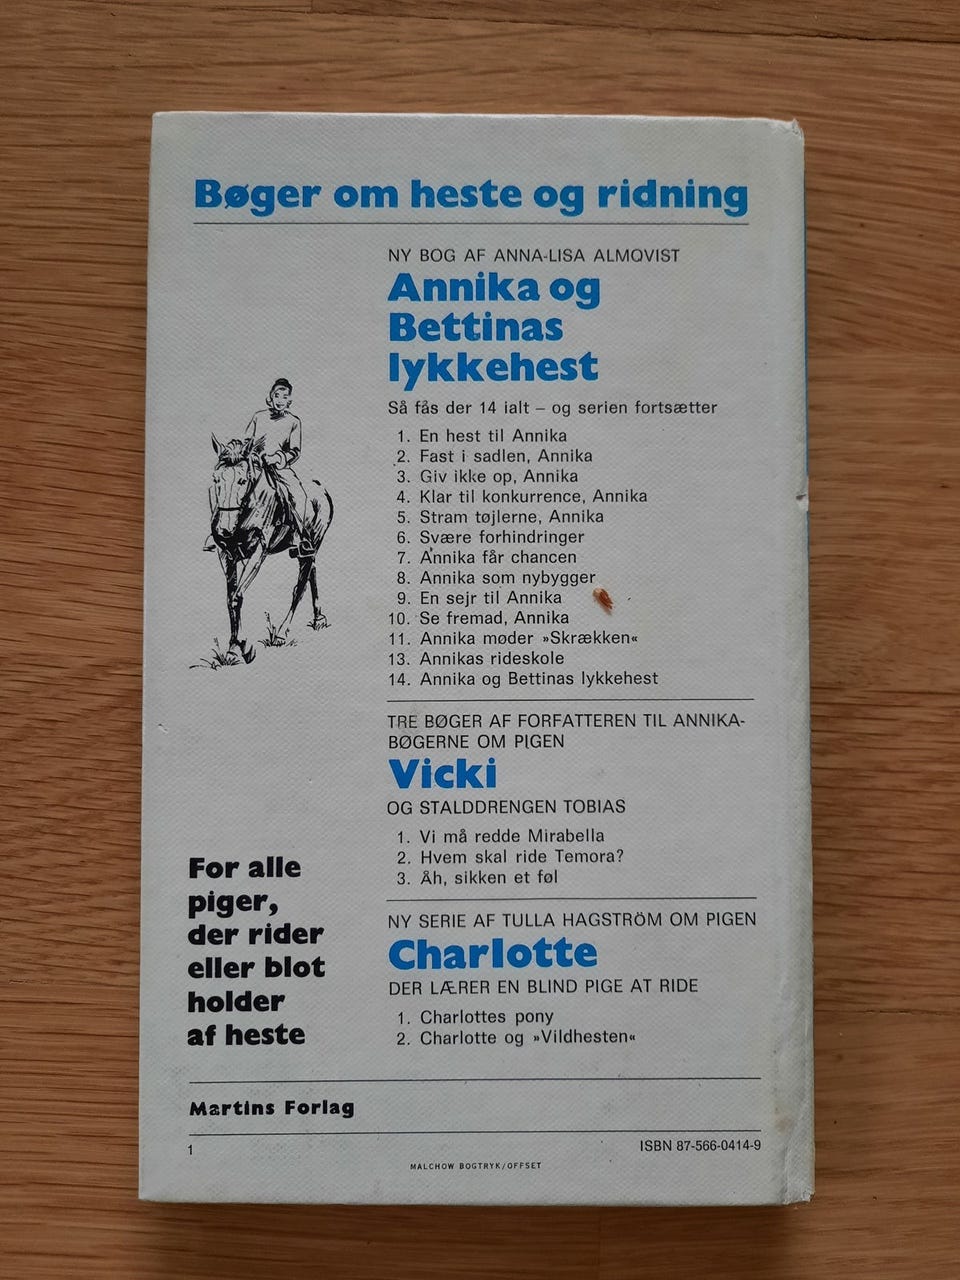 Bøger om heste og ridning
NY BOG AF ANNA-LISA ALMQVIST
Annika og
Bettinas
lykkehest
Så fås der 14 ialt – og serien fortsætter
1. En hest til Annika
2. Fast i sadlen, Annika
3. Giv ikke op, Annika
4. Klar til konkurrence, Annika
5. Stram tøjlerne, Annika
6. Svære forhindringer
7. Annika får chancen
8. Annika som nybygger
9. En sejr til Annika
10. Se fremad, Annika
11. Annika møder »Skrækken«
13. Annikas rideskole
14. Annika og Bettinas lykkehest
TRE BØGER AF FORFATTEREN TIL ANNIKA-
BØGERNE OM PIGEN
Vicki
OG STALDDRENGEN TOBIAS
1. Vi må redde Mirabella
2. Hvem skal ride Temora?
3. Åh, sikken et føl
NY SERIE AF TULLA HAGSTRÖM OM PIGEN
Charlotte
DER LÆRER EN BLIND PIGE AT RIDE
1. Charlottes pony
2. Charlotte og »Vildhesten«
For alle
piger,
der rider
eller blot
holder
af heste
Martins Forlag
1
ISBN 87-566-0414-9
MALCHOW BOGTRYK/OFFSET